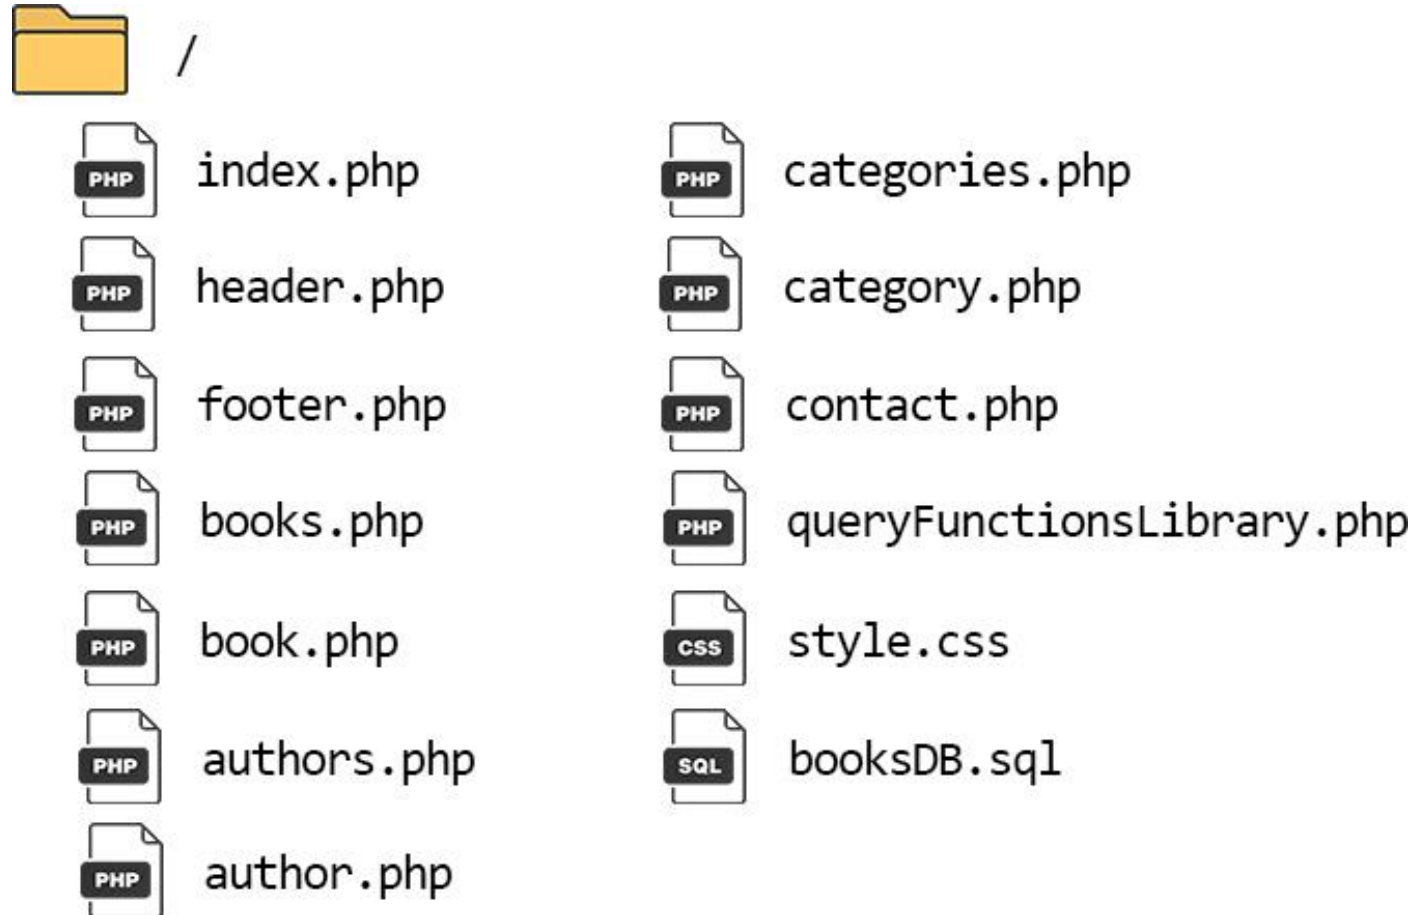 /
PHP index.php
PHP header.php
PHP footer.php
PHP books.php
PHP book.php
PHP authors.php
PHP author.php
PHP categories.php
PHP category.php
PHP contact.php
PHP queryFunctionsLibrary.php
CSS style.css
SQL booksDB.sql